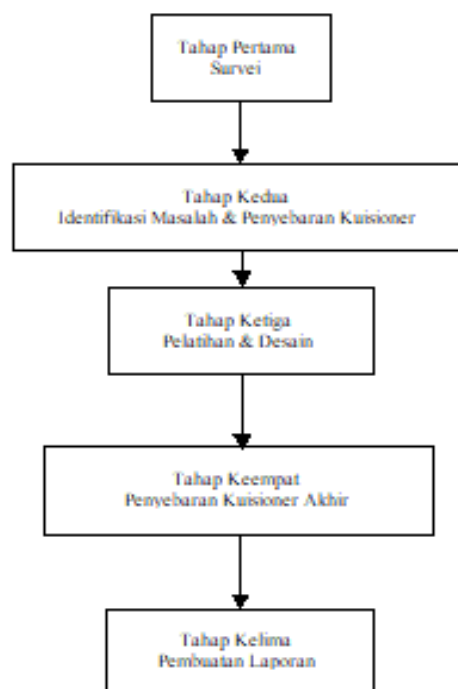 Tahap Pertama
Survei
Tahap Kedua
Identifikasi Masalah & Penyebaran Kuisioner
Tahap Ketiga
Pelatihan & Desain
Tahap Keempat
Penyebaran Kuisioner Akhir
Tahap Kelima
Pembuatan Laporan